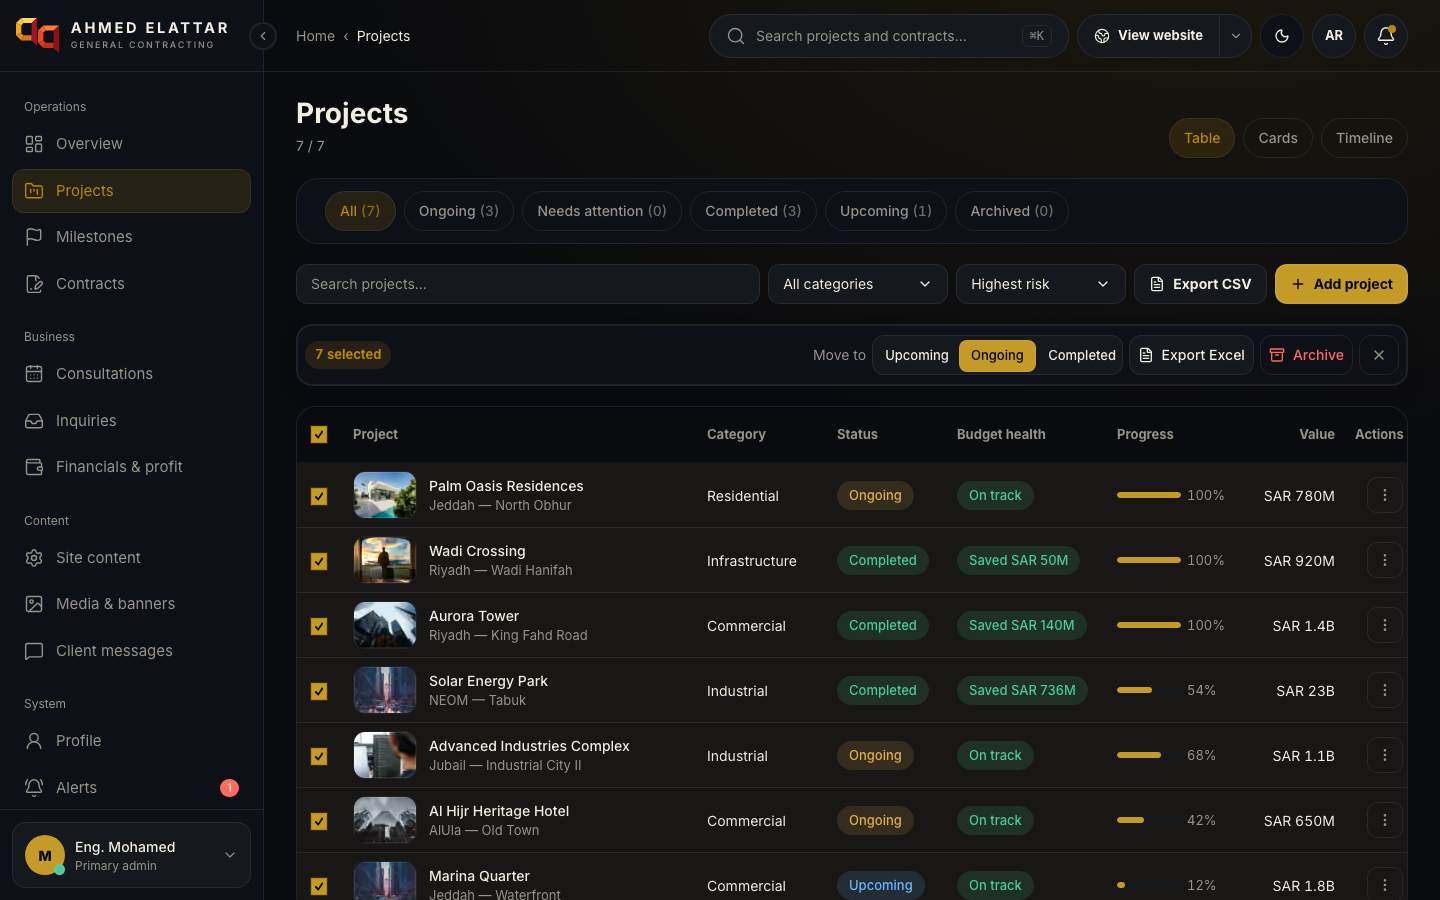 AHMED ELATTAR
GENERAL CONTRACTING
Home › Projects
Search projects and contracts...
⌘K
View website
AR
Operations
Overview
Projects
Milestones
Contracts
Business
Consultations
Inquiries
Financials & profit
Content
Site content
Media & banners
Client messages
System
Profile
Alerts
1
M
Eng. Mohamed
Primary admin
Projects
7 / 7
Table
Cards
Timeline
All (7)
Ongoing (3)
Needs attention (0)
Completed (3)
Upcoming (1)
Archived (0)
Search projects...
All categories
Highest risk
Export CSV
Add project
7 selected
Move to
Upcoming
Ongoing
Completed
Export Excel
Archive
Project Category Status Budget health Progress Value Actions
Palm Oasis Residences
Jeddah — North Obhur
Residential Ongoing On track 100% SAR 780M
Wadi Crossing
Riyadh — Wadi Hanifah
Infrastructure Completed Saved SAR 50M 100% SAR 920M
Aurora Tower
Riyadh — King Fahd Road
Commercial Completed Saved SAR 140M 100% SAR 1.4B
Solar Energy Park
NEOM — Tabuk
Industrial Completed Saved SAR 736M 54% SAR 23B
Advanced Industries Complex
Jubail — Industrial City II
Industrial Ongoing On track 68% SAR 1.1B
Al Hijr Heritage Hotel
AlUla — Old Town
Commercial Ongoing On track 42% SAR 650M
Marina Quarter
Jeddah — Waterfront
Commercial Upcoming On track 12% SAR 1.8B